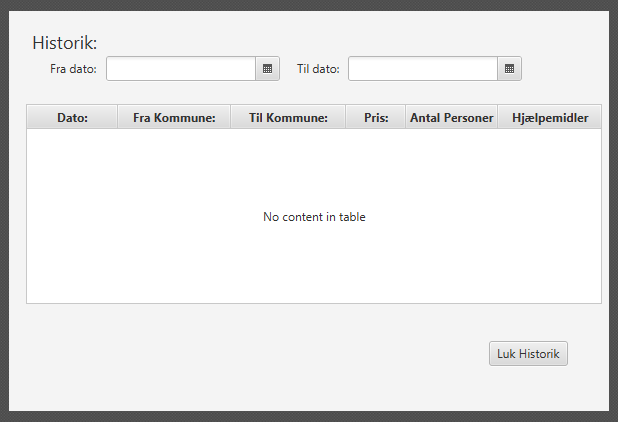 Historik:
Fra dato: Til dato:
Dato: Fra Kommune: Til Kommune: Pris: Antal Personer Hjælpemidler
No content in table
Luk Historik